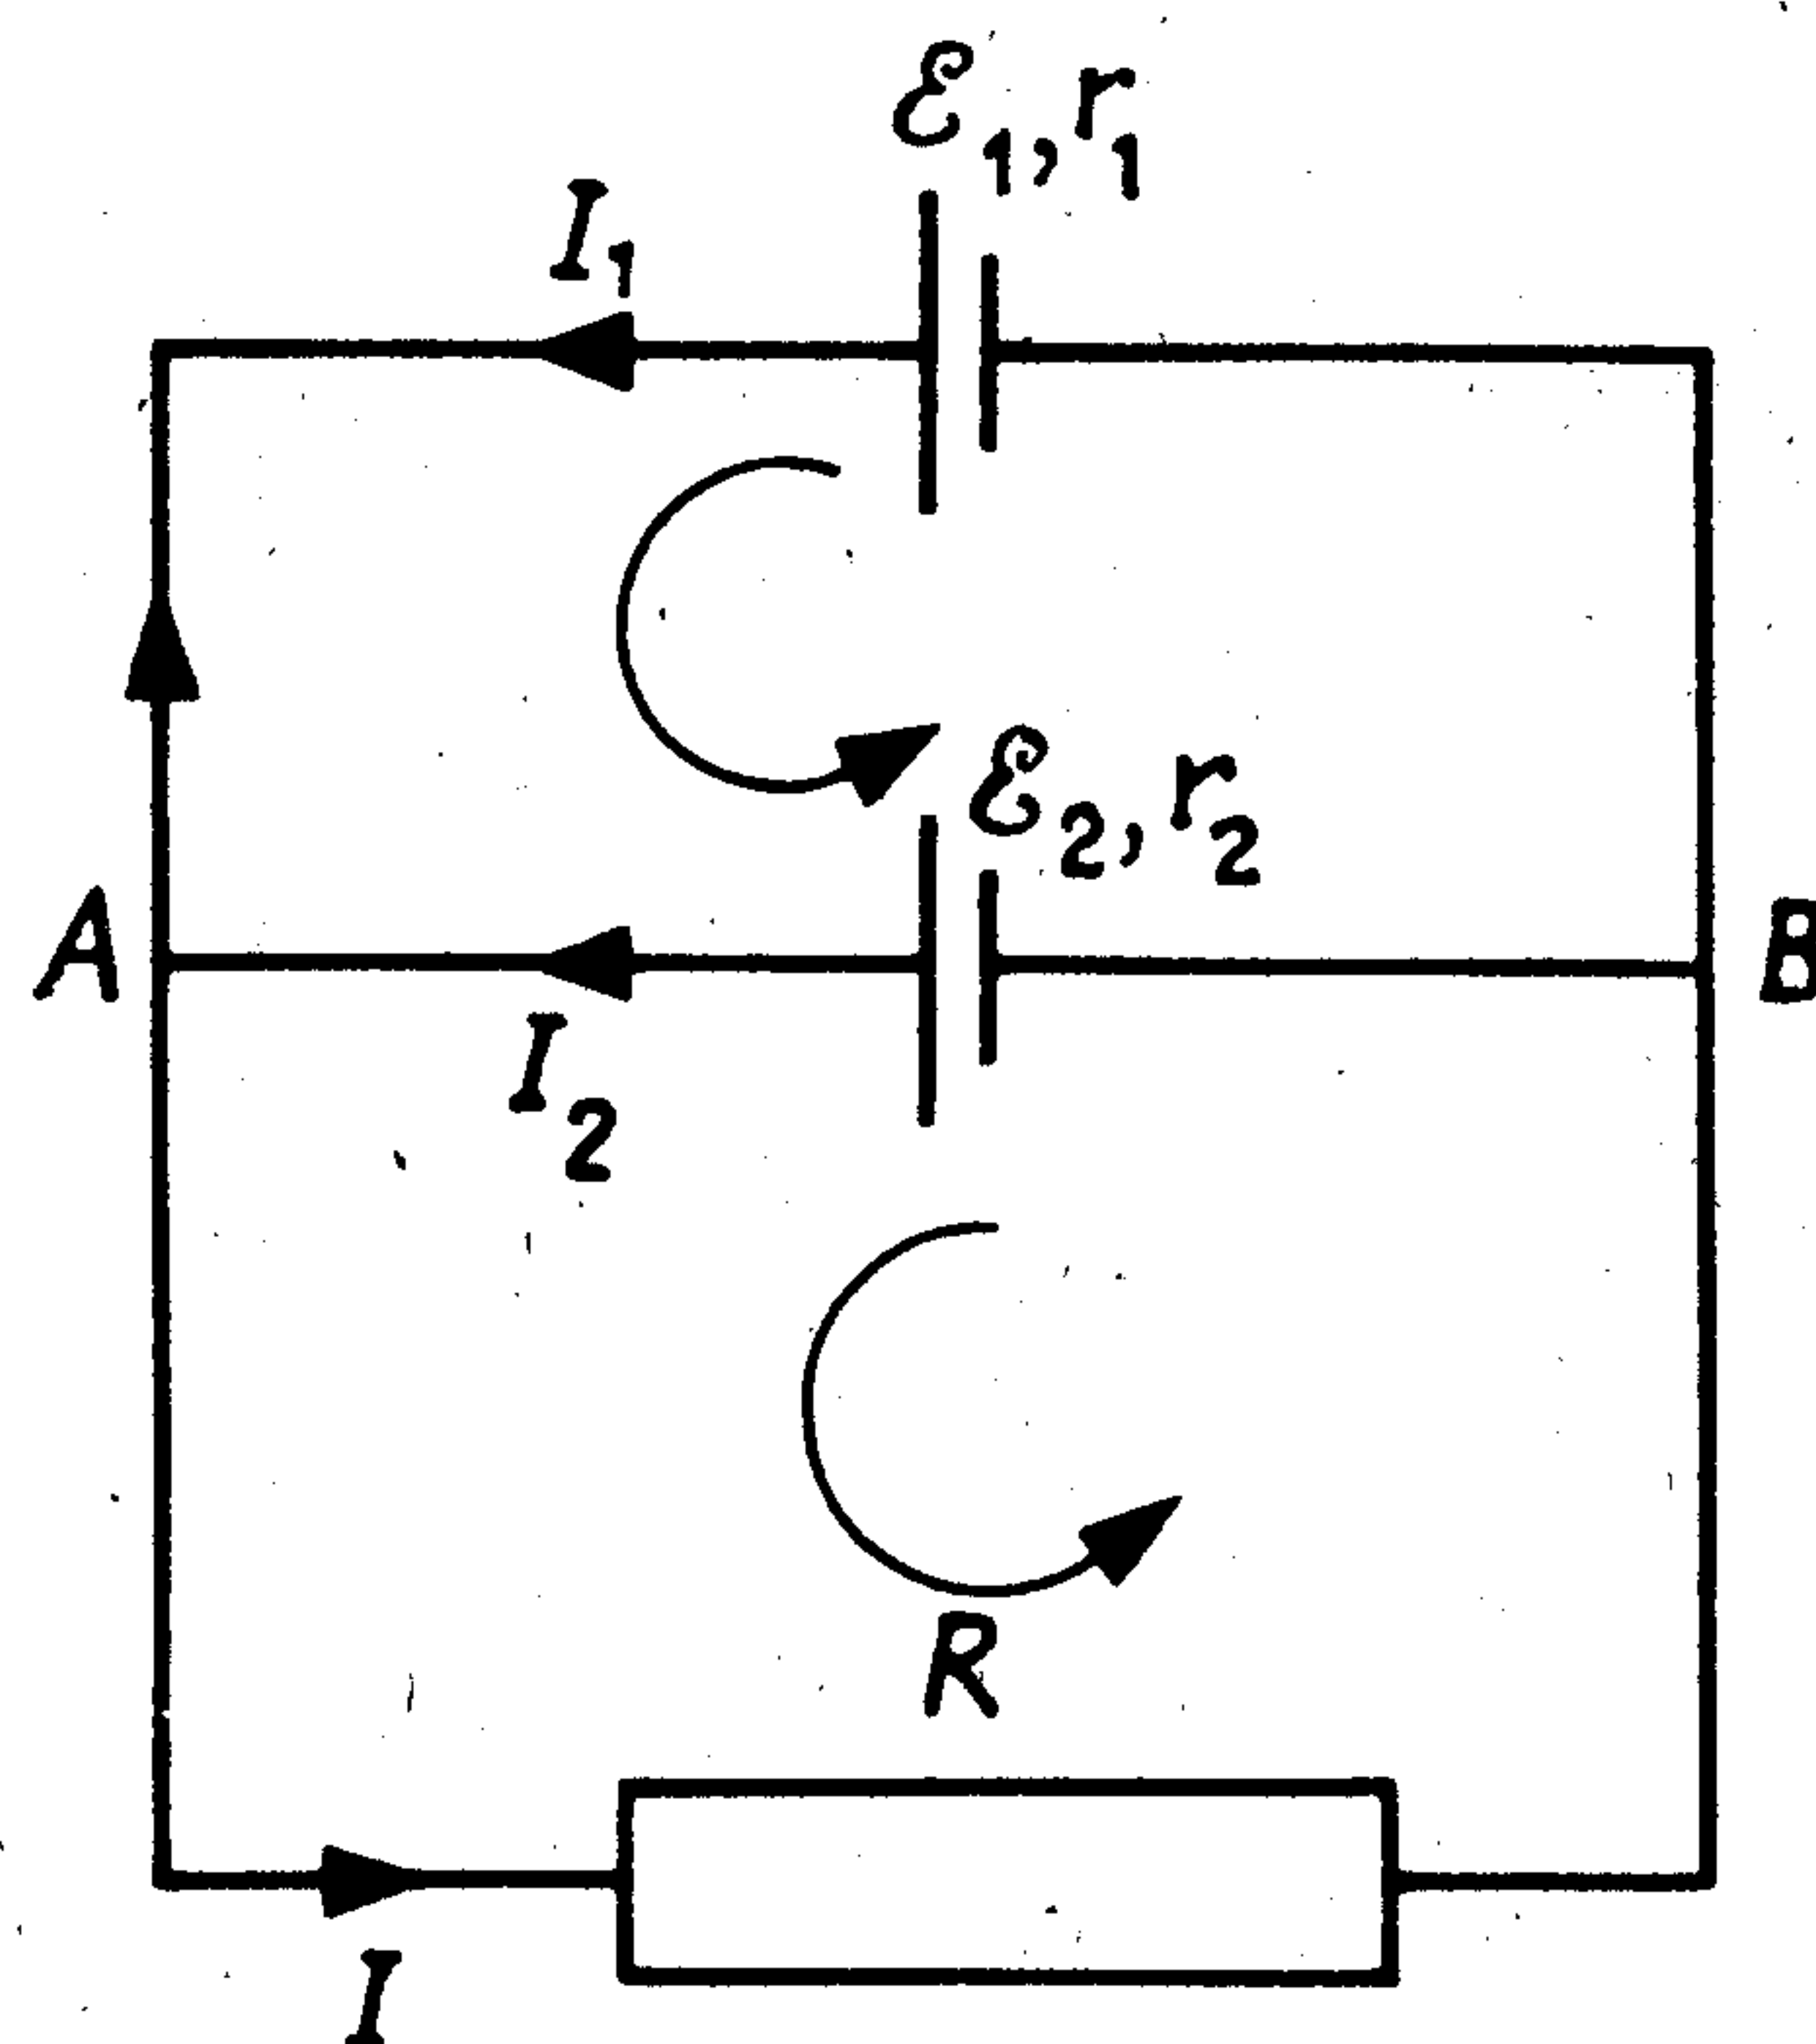 ℰ₁, r₁
I₁
ℰ₂, r₂
A
B
I₂
R
I